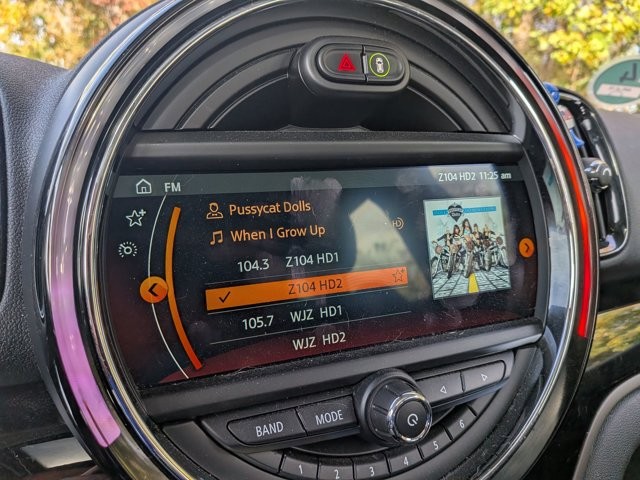 FM
Z104 HD2 11:25 am
Pussycat Dolls
When I Grow Up
HD
104.3 Z104 HD1
Z104 HD2
105.7 WJZ HD1
WJZ HD2
BAND MODE
1 2 3 4 5 6